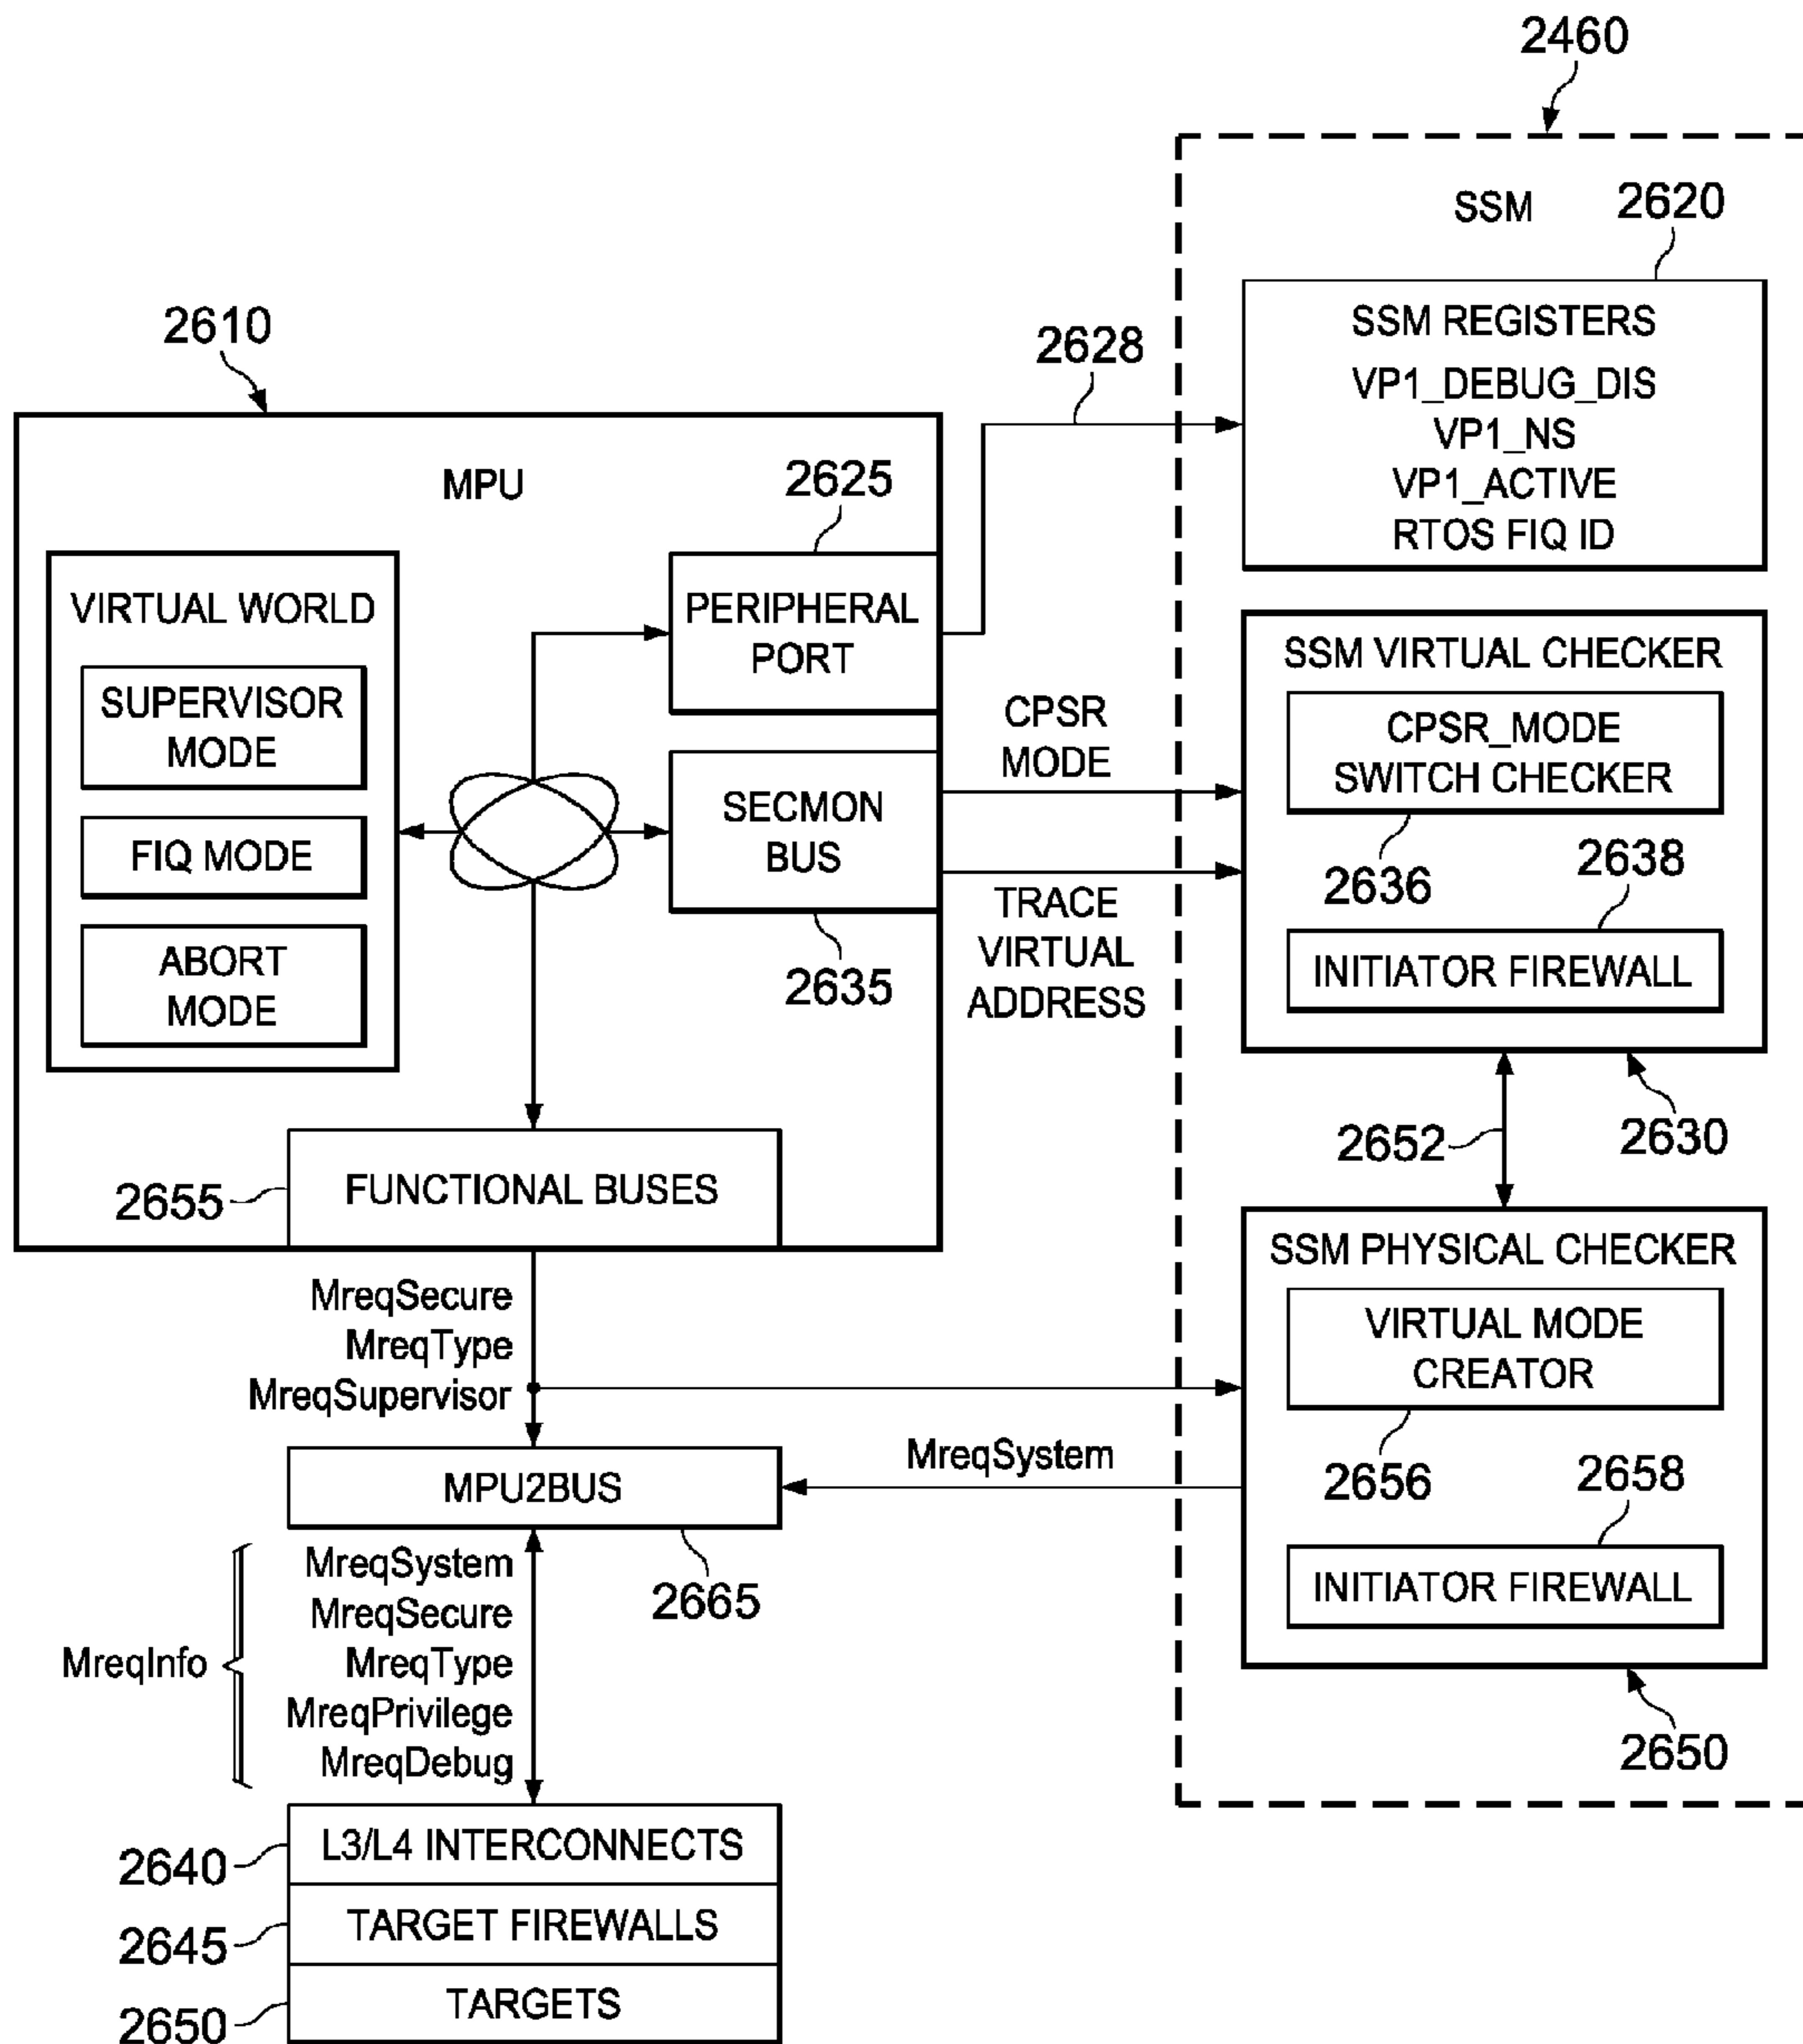 2460
SSM
2620
SSM REGISTERS
VP1_DEBUG_DIS
VP1_NS
VP1_ACTIVE
RTOS FIQ ID
2610
2628
MPU
2625
VIRTUAL WORLD
SUPERVISOR
MODE
FIQ MODE
ABORT
MODE
PERIPHERAL
PORT
SECMON
BUS
2635
CPSR
MODE
TRACE
VIRTUAL
ADDRESS
SSM VIRTUAL CHECKER
CPSR_MODE
SWITCH CHECKER
2636
2638
INITIATOR FIREWALL
2652
2630
2655
FUNCTIONAL BUSES
SSM PHYSICAL CHECKER
VIRTUAL MODE
CREATOR
2656
2658
INITIATOR FIREWALL
2650
MreqSecure
MreqType
MreqSupervisor
MreqSystem
MPU2BUS
2665
MreqInfo
MreqSystem
MreqSecure
MreqType
MreqPrivilege
MreqDebug
2640
L3/L4 INTERCONNECTS
2645
TARGET FIREWALLS
2650
TARGETS